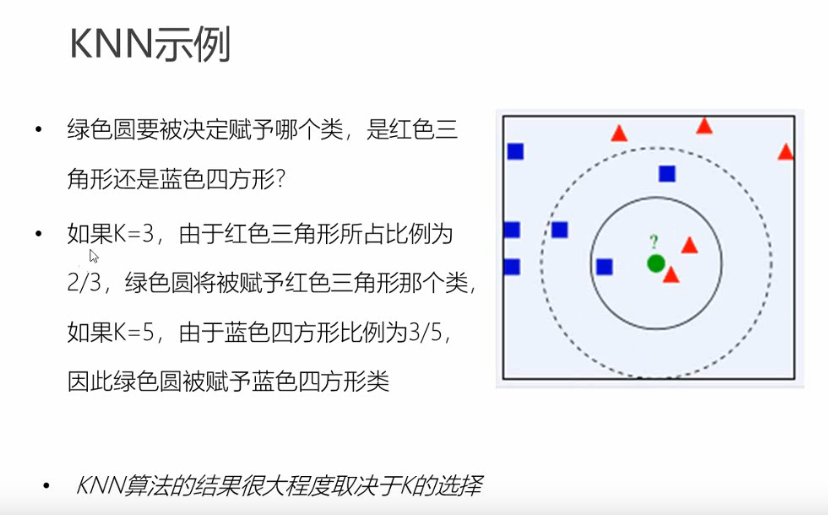 KNN示例
• 绿色圆要被决定赋予哪个类，是红色三
角形还是蓝色四方形？
• 如果K=3，由于红色三角形所占比例为
2/3，绿色圆将被赋予红色三角形那个类，
如果K=5，由于蓝色四方形比例为3/5，
因此绿色圆被赋予蓝色四方形类
• KNN算法的结果很大程度取决于K的选择
?